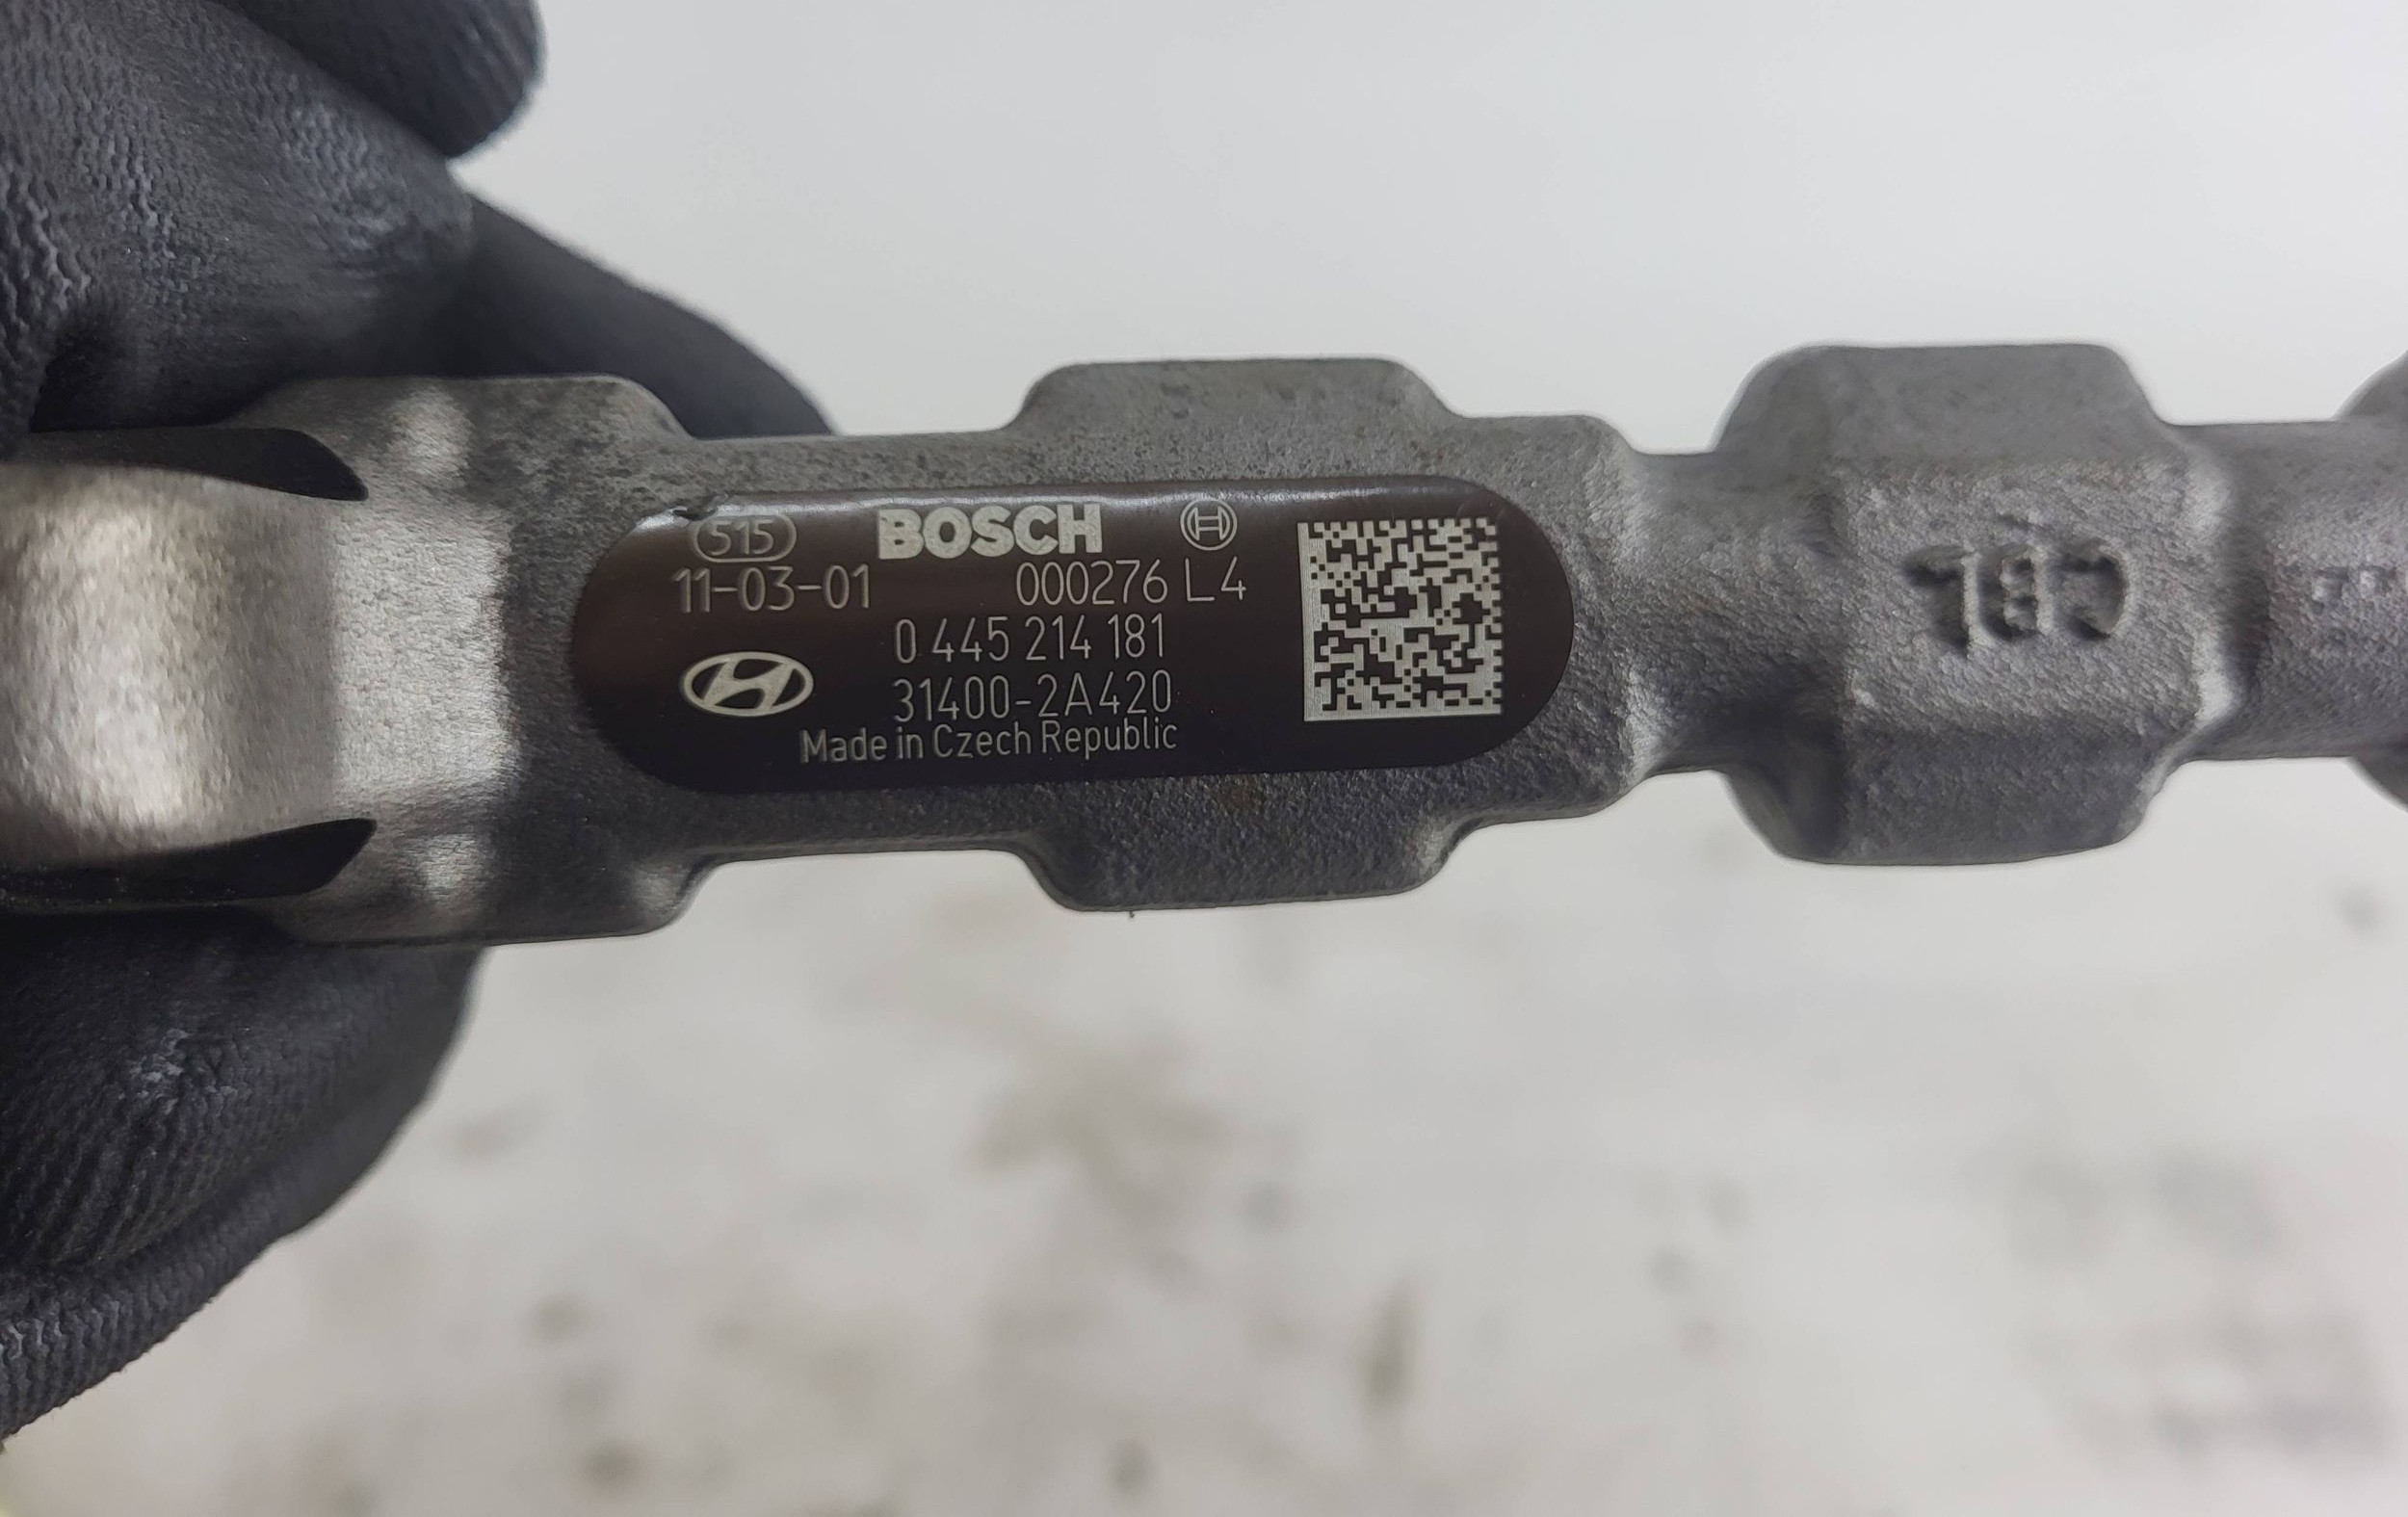 515 BOSCH
11-03-01 000276 L4
0 445 214 181
31400-2A420
Made in Czech Republic